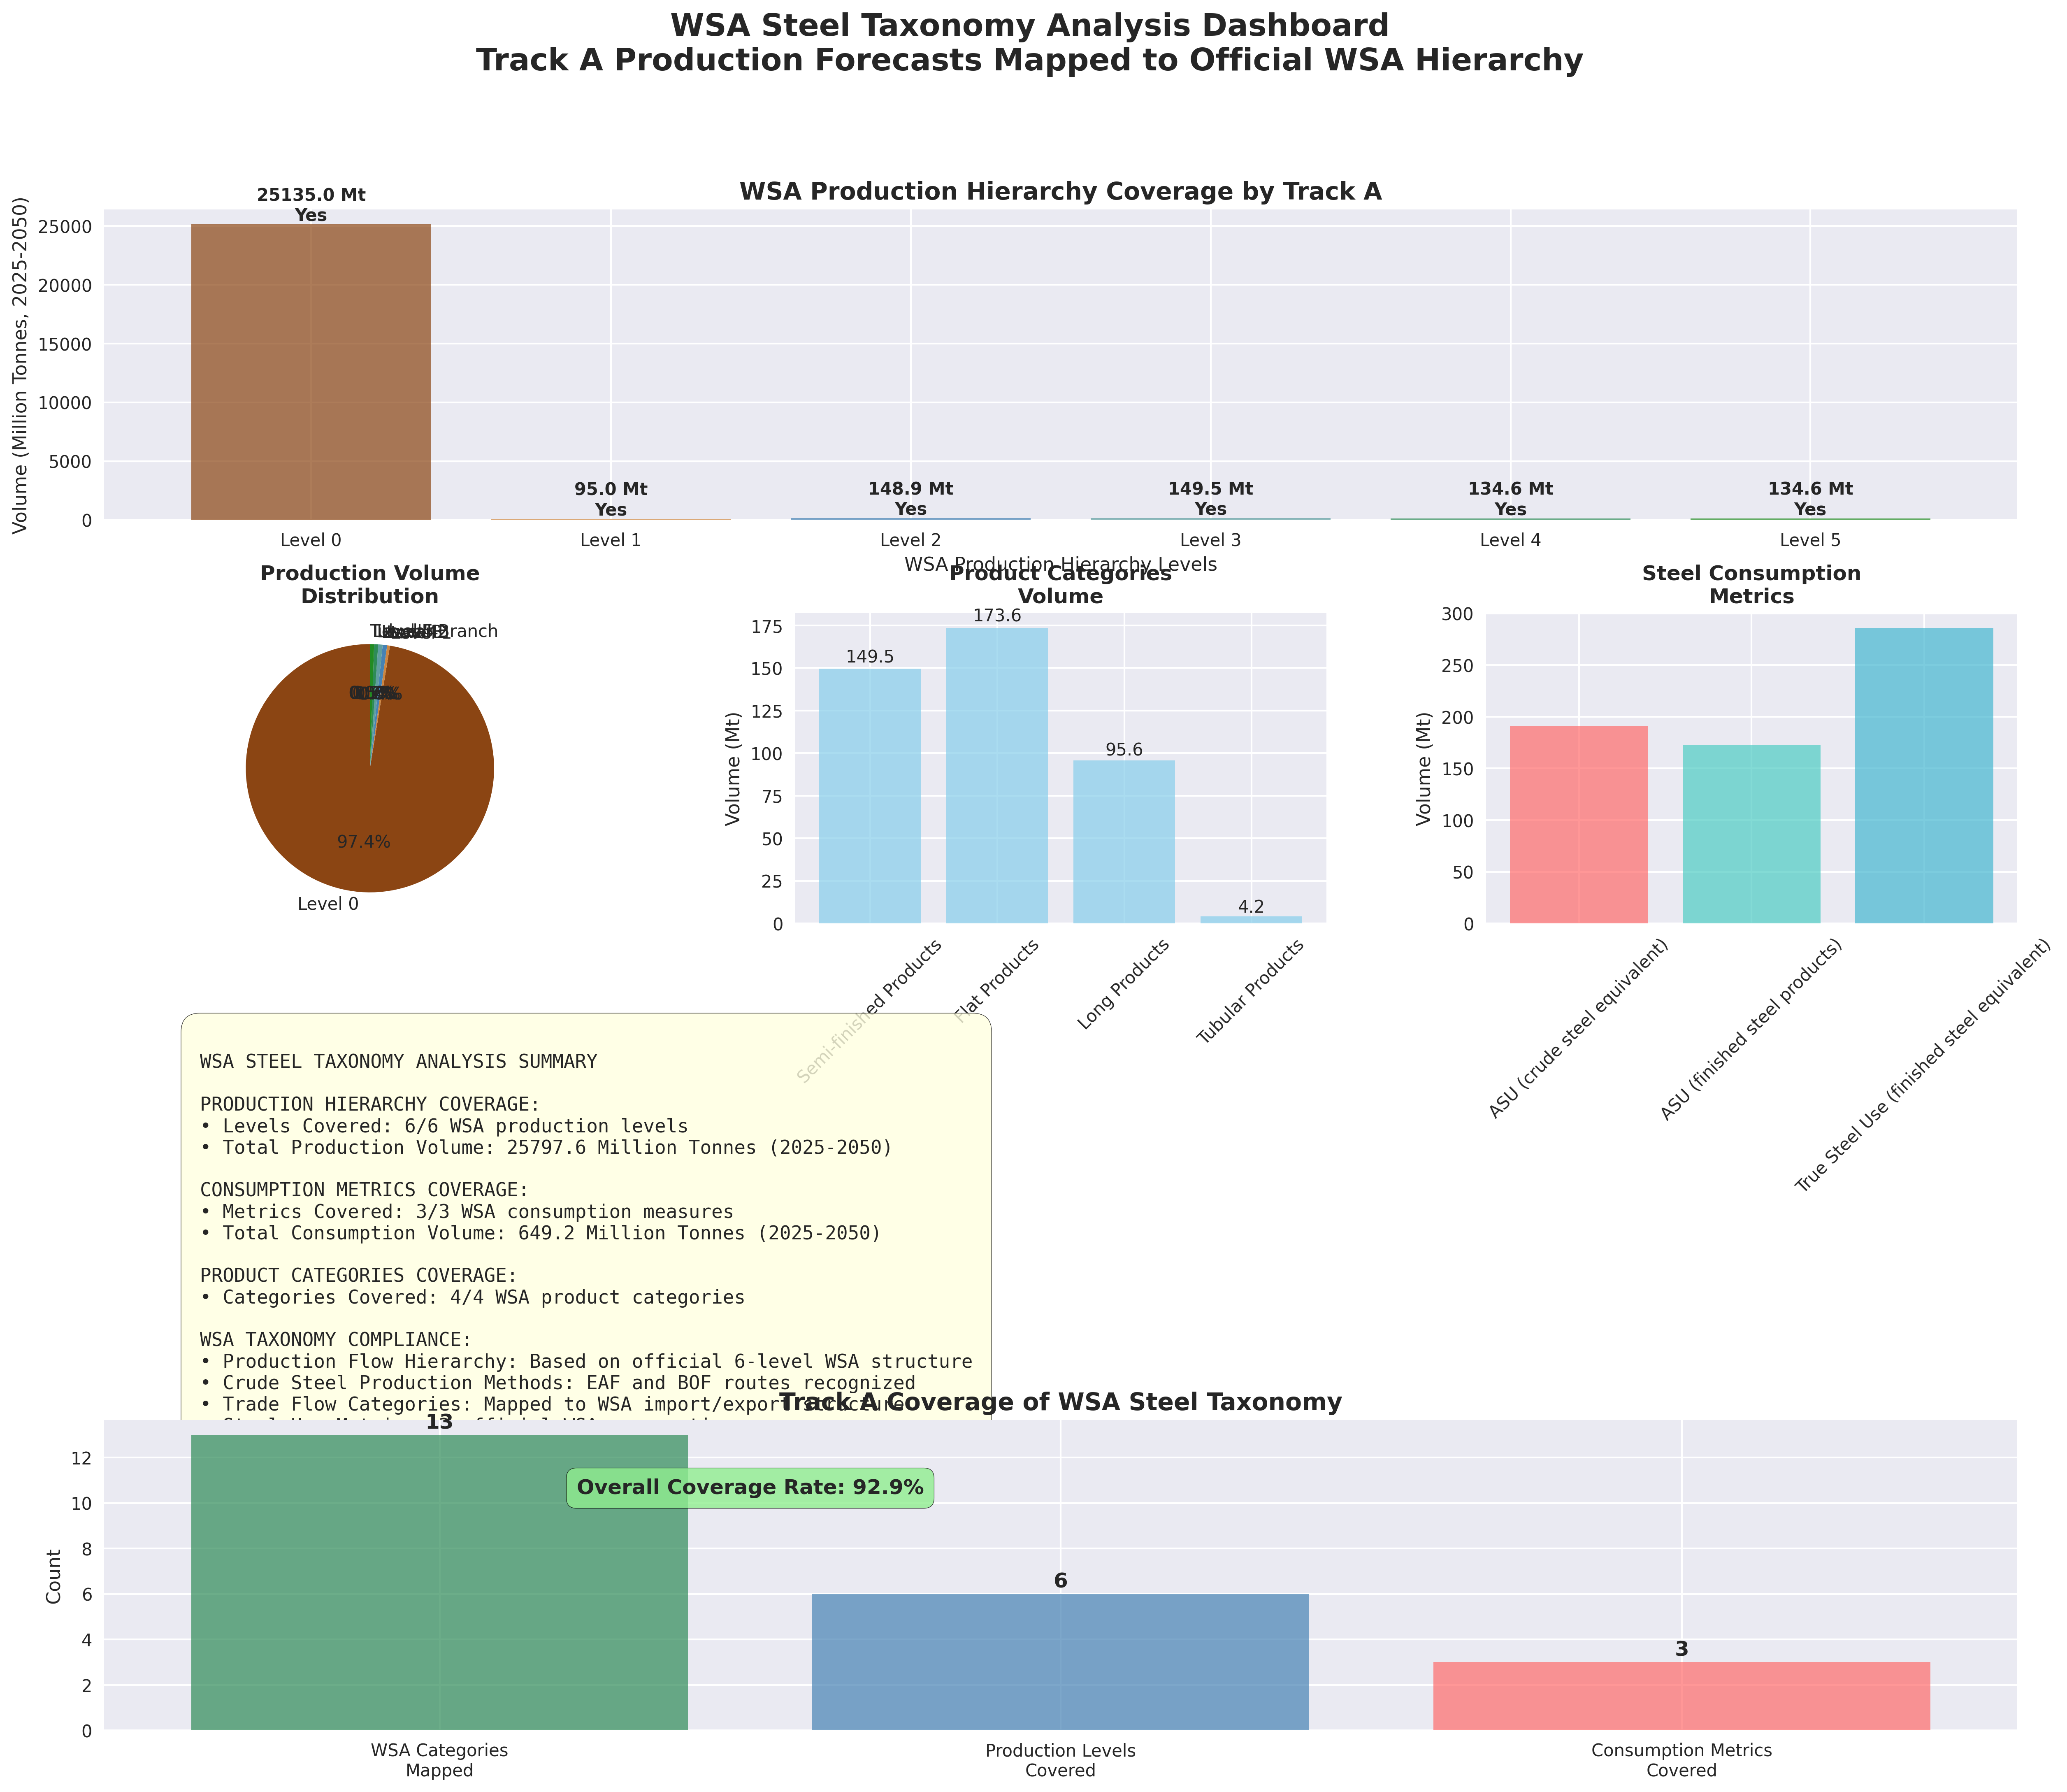 WSA Steel Taxonomy Analysis Dashboard
Track A Production Forecasts Mapped to Official WSA Hierarchy
WSA Production Hierarchy Coverage by Track A
Volume (Million Tonnes, 2025-2050)
25000
20000
15000
10000
5000
0
25135.0 Mt
Yes
95.0 Mt
Yes
148.9 Mt
Yes
149.5 Mt
Yes
134.6 Mt
Yes
134.6 Mt
Yes
Level 0
Level 1
Level 2
Level 3
Level 4
Level 5
WSA Production Hierarchy Levels
Production Volume
Distribution
97.4%
Level 0
Product Categories
Volume
Volume (Mt)
175
150
125
100
75
50
25
0
149.5
173.6
95.6
4.2
Semi-finished Products
Flat Products
Long Products
Tubular Products
Steel Consumption
Metrics
Volume (Mt)
300
250
200
150
100
50
0
ASU (crude steel equivalent)
ASU (finished steel products)
True Steel Use (finished steel equivalent)
WSA STEEL TAXONOMY ANALYSIS SUMMARY
PRODUCTION HIERARCHY COVERAGE:
• Levels Covered: 6/6 WSA production levels
• Total Production Volume: 25797.6 Million Tonnes (2025-2050)
CONSUMPTION METRICS COVERAGE:
• Metrics Covered: 3/3 WSA consumption measures
• Total Consumption Volume: 649.2 Million Tonnes (2025-2050)
PRODUCT CATEGORIES COVERAGE:
• Categories Covered: 4/4 WSA product categories
WSA TAXONOMY COMPLIANCE:
• Production Flow Hierarchy: Based on official 6-level WSA structure
• Crude Steel Production Methods: EAF and BOF routes recognized
• Trade Flow Categories: Mapped to WSA import/export structure
Track A Coverage of WSA Steel Taxonomy
Count
12
10
8
6
4
2
0
13
6
3
Overall Coverage Rate: 92.9%
WSA Categories
Mapped
Production Levels
Covered
Consumption Metrics
Covered